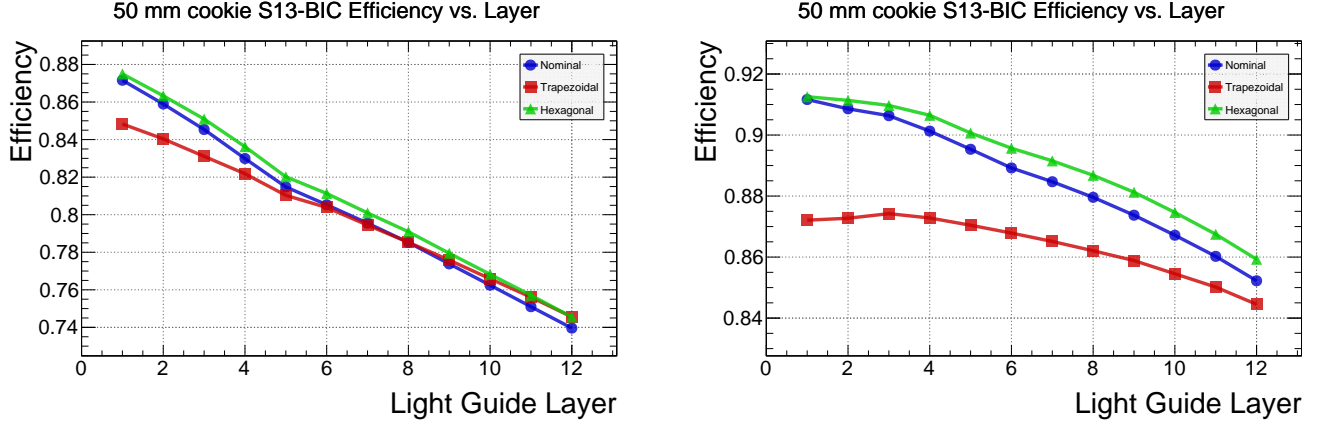 50 mm cookie S13-BIC Efficiency vs. Layer
Efficiency
0.88
0.86
0.84
0.82
0.8
0.78
0.76
0.74
0 2 4 6 8 10 12
Light Guide Layer
Nominal
Trapezoidal
Hexagonal
50 mm cookie S13-BIC Efficiency vs. Layer
Efficiency
0.92
0.9
0.88
0.86
0.84
0 2 4 6 8 10 12
Light Guide Layer
Nominal
Trapezoidal
Hexagonal